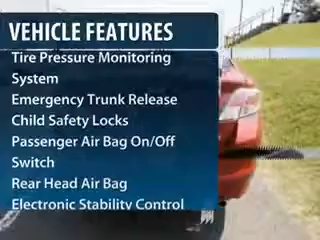 VEHICLE FEATURES
Tire Pressure Monitoring
System
Emergency Trunk Release
Child Safety Locks
Passenger Air Bag On/Off
Switch
Rear Head Air Bag
Electronic Stability Control